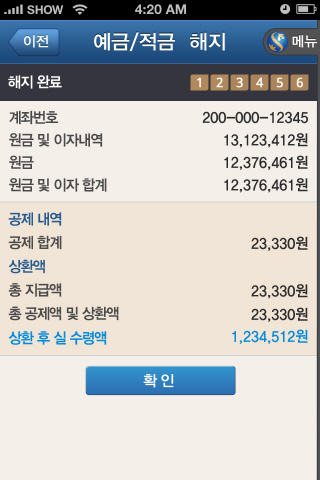 SHOW 4:20 AM
이전 예금/적금 해지 메뉴
해지 완료 1 2 3 4 5 6
계좌번호 200-000-12345
원금 및 이자내역 13,123,412원
원금 12,376,461원
원금 및 이자 합계 12,376,461원
공제 내역
공제 합계 23,330원
상환액
총 지급액 23,330원
총 공제액 및 상환액 23,330원
상환 후 실 수령액 1,234,512원
확인